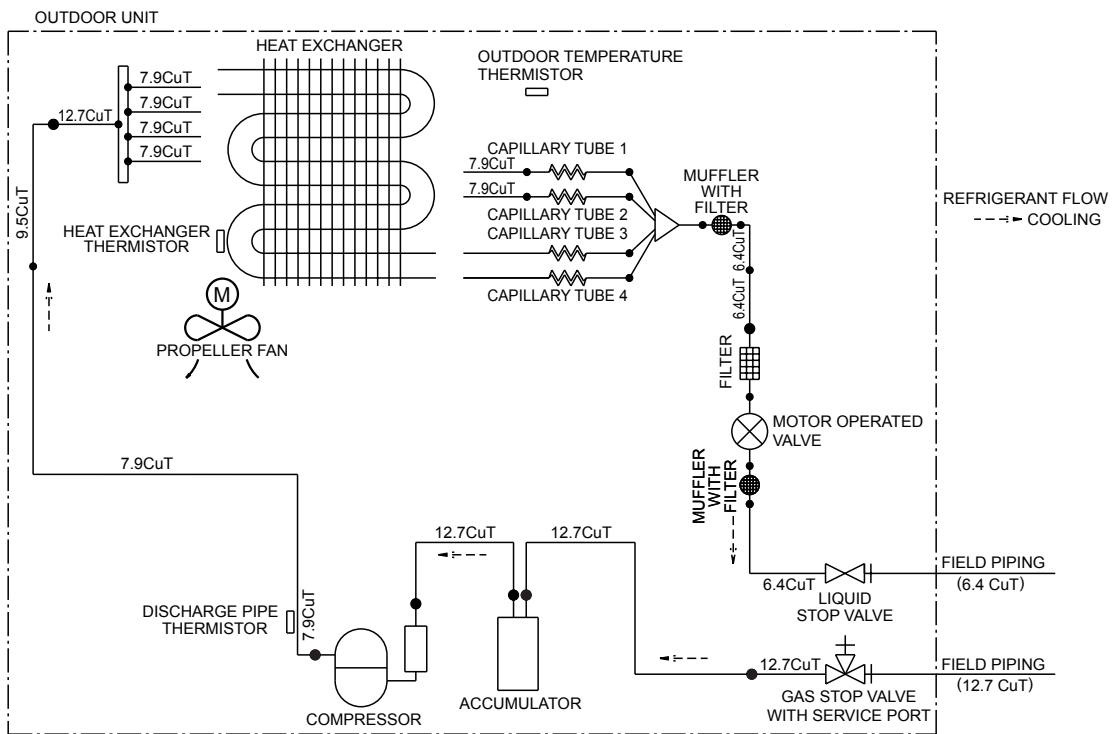 OUTDOOR UNIT
HEAT EXCHANGER
OUTDOOR TEMPERATURE
THERMISTOR
7.9CuT
7.9CuT
7.9CuT
7.9CuT
12.7CuT
9.5CuT
HEAT EXCHANGER
THERMISTOR
M
PROPELLER FAN
CAPILLARY TUBE 1
7.9CuT
7.9CuT
CAPILLARY TUBE 2
CAPILLARY TUBE 3
CAPILLARY TUBE 4
MUFFLER
WITH
FILTER
6.4CuT
6.4CuT
REFRIGERANT FLOW
COOLING
FILTER
MOTOR OPERATED
VALVE
MUFFLER
WITH
FILTER
7.9CuT
12.7CuT
12.7CuT
DISCHARGE PIPE
THERMISTOR
7.9CuT
COMPRESSOR
ACCUMULATOR
6.4CuT
LIQUID
STOP VALVE
FIELD PIPING
(6.4 CuT)
12.7CuT
GAS STOP VALVE
WITH SERVICE PORT
FIELD PIPING
(12.7 CuT)